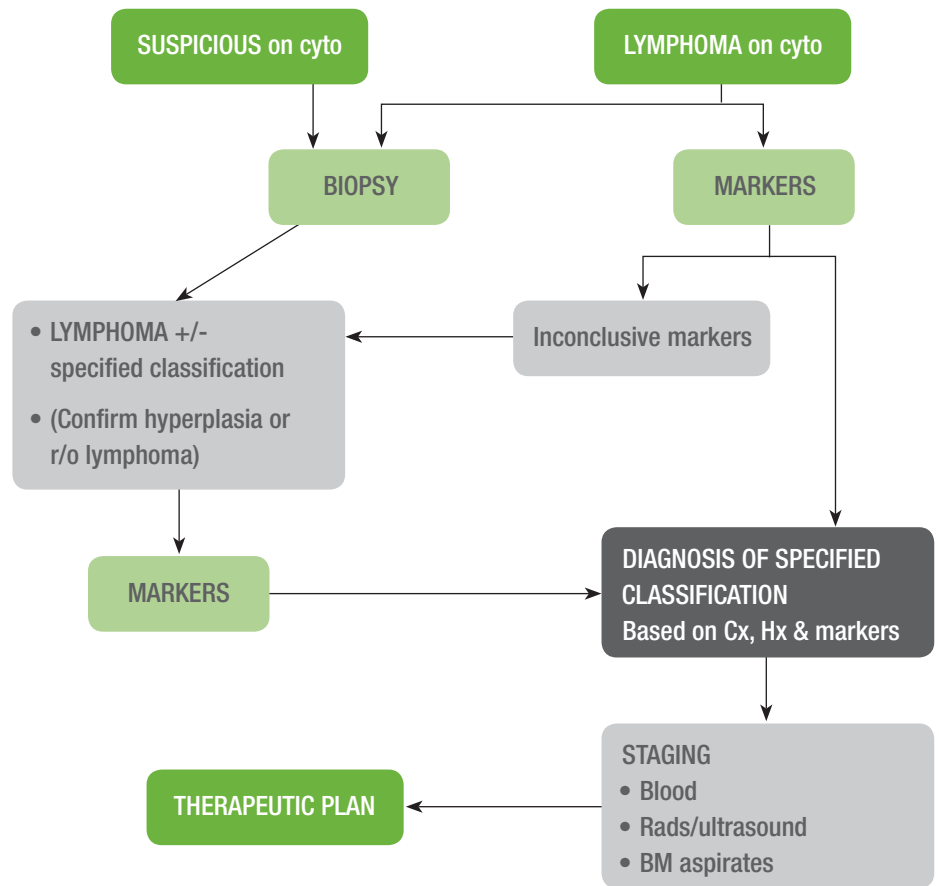 SUSPICIOUS on cyto
LYMPHOMA on cyto
BIOPSY
MARKERS
• LYMPHOMA +/-
specified classification
• (Confirm hyperplasia or
r/o lymphoma)
Inconclusive markers
MARKERS
DIAGNOSIS OF SPECIFIED
CLASSIFICATION
Based on Cx, Hx & markers
STAGING
• Blood
• Rads/ultrasound
• BM aspirates
THERAPEUTIC PLAN